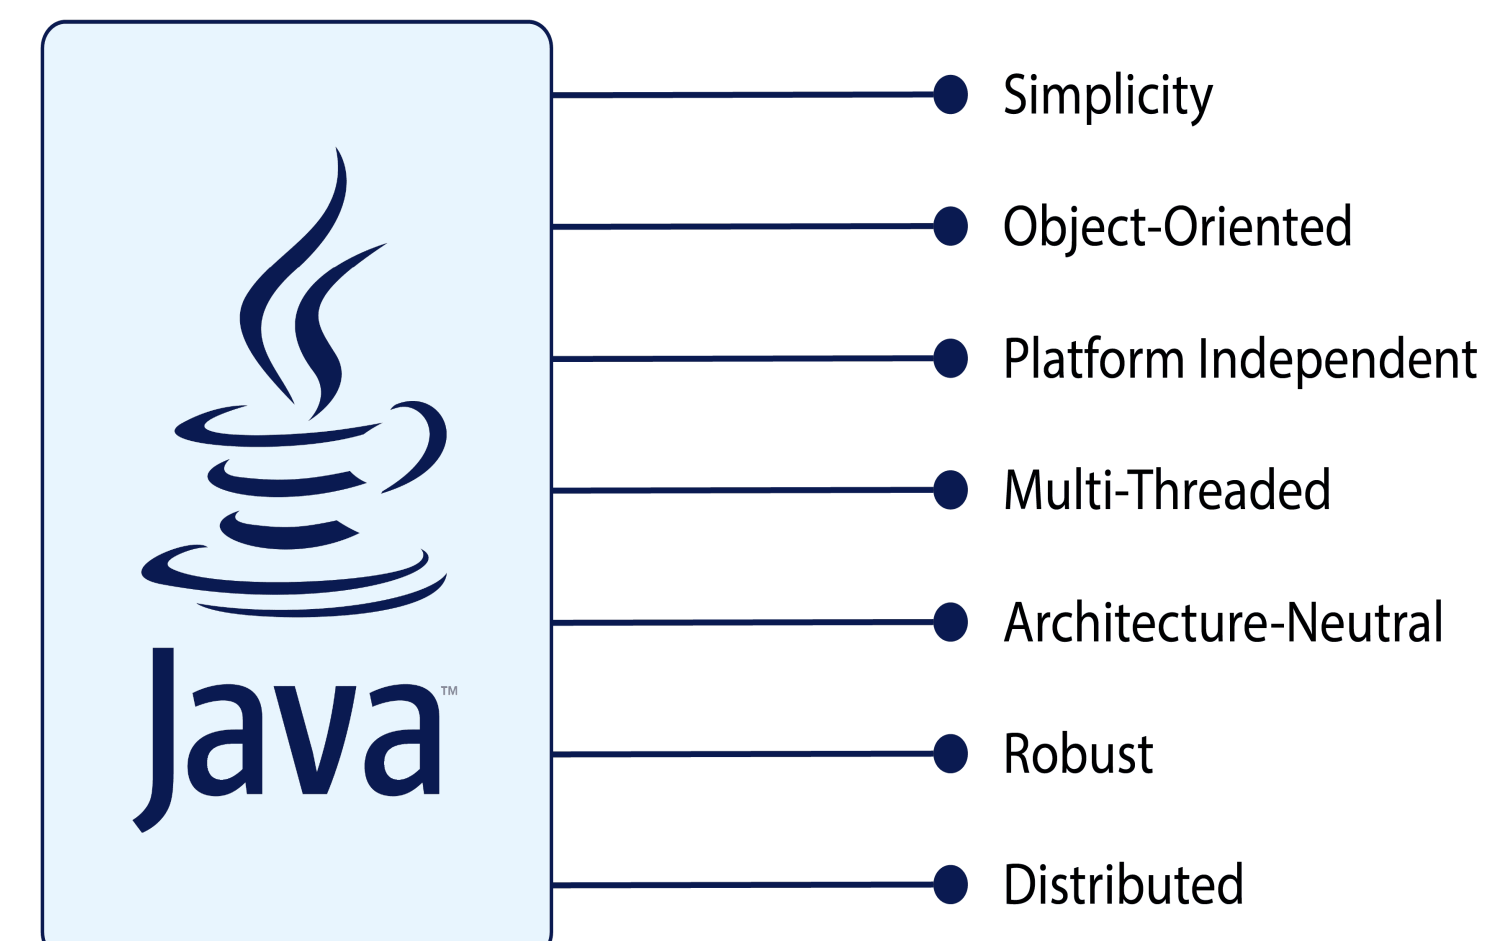 Simplicity
Object-Oriented
Platform Independent
Multi-Threaded
Architecture-Neutral
Robust
Distributed
Java™